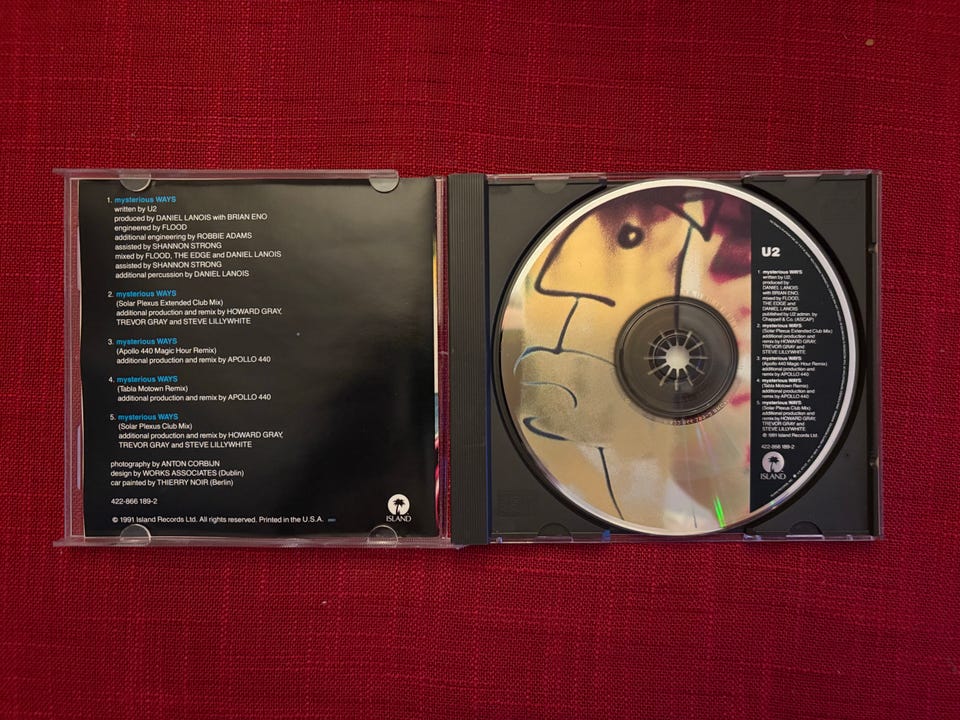 1. mysterious WAYS
written by U2
produced by DANIEL LANOIS with BRIAN ENO
engineered by FLOOD
additional engineering by ROBBIE ADAMS
assisted by SHANNON STRONG
mixed by FLOOD, THE EDGE and DANIEL LANOIS
assisted by SHANNON STRONG
additional percussion by DANIEL LANOIS
2. mysterious WAYS
(Solar Plexus Extended Club Mix)
additional production and remix by HOWARD GRAY,
TREVOR GRAY and STEVE LILLYWHITE
3. mysterious WAYS
(Apollo 440 Magic Hour Remix)
additional production and remix by APOLLO 440
4. mysterious WAYS
(Tabla Motown Remix)
additional production and remix by APOLLO 440
5. mysterious WAYS
(Solar Plexus Club Mix)
additional production and remix by HOWARD GRAY,
TREVOR GRAY and STEVE LILLYWHITE
photography by ANTON CORBIJN
design by WORKS ASSOCIATES (Dublin)
car painted by THIERRY NOIR (Berlin)
422-866 189-2
© 1991 Island Records Ltd. All rights reserved. Printed in the U.S.A.
ISLAND
U2
1. mysterious WAYS
written by U2,
produced by
DANIEL LANOIS
with BRIAN ENO,
mixed by FLOOD,
THE EDGE and
DANIEL LANOIS
published by U2 admin. by
Chappell & Co. (ASCAP)
2. mysterious WAYS
(Solar Plexus Extended Club Mix)
additional production and
remix by HOWARD GRAY,
TREVOR GRAY and
STEVE LILLYWHITE
3. mysterious WAYS
(Apollo 440 Magic Hour Remix)
additional production and
remix by APOLLO 440
4. mysterious WAYS
(Tabla Motown Remix)
additional production and
remix by APOLLO 440
5. mysterious WAYS
(Solar Plexus Club Mix)
additional production and
remix by HOWARD GRAY,
TREVOR GRAY and
STEVE LILLYWHITE
℗ 1991 Island Records Ltd.
422-866 189-2
ISLAND